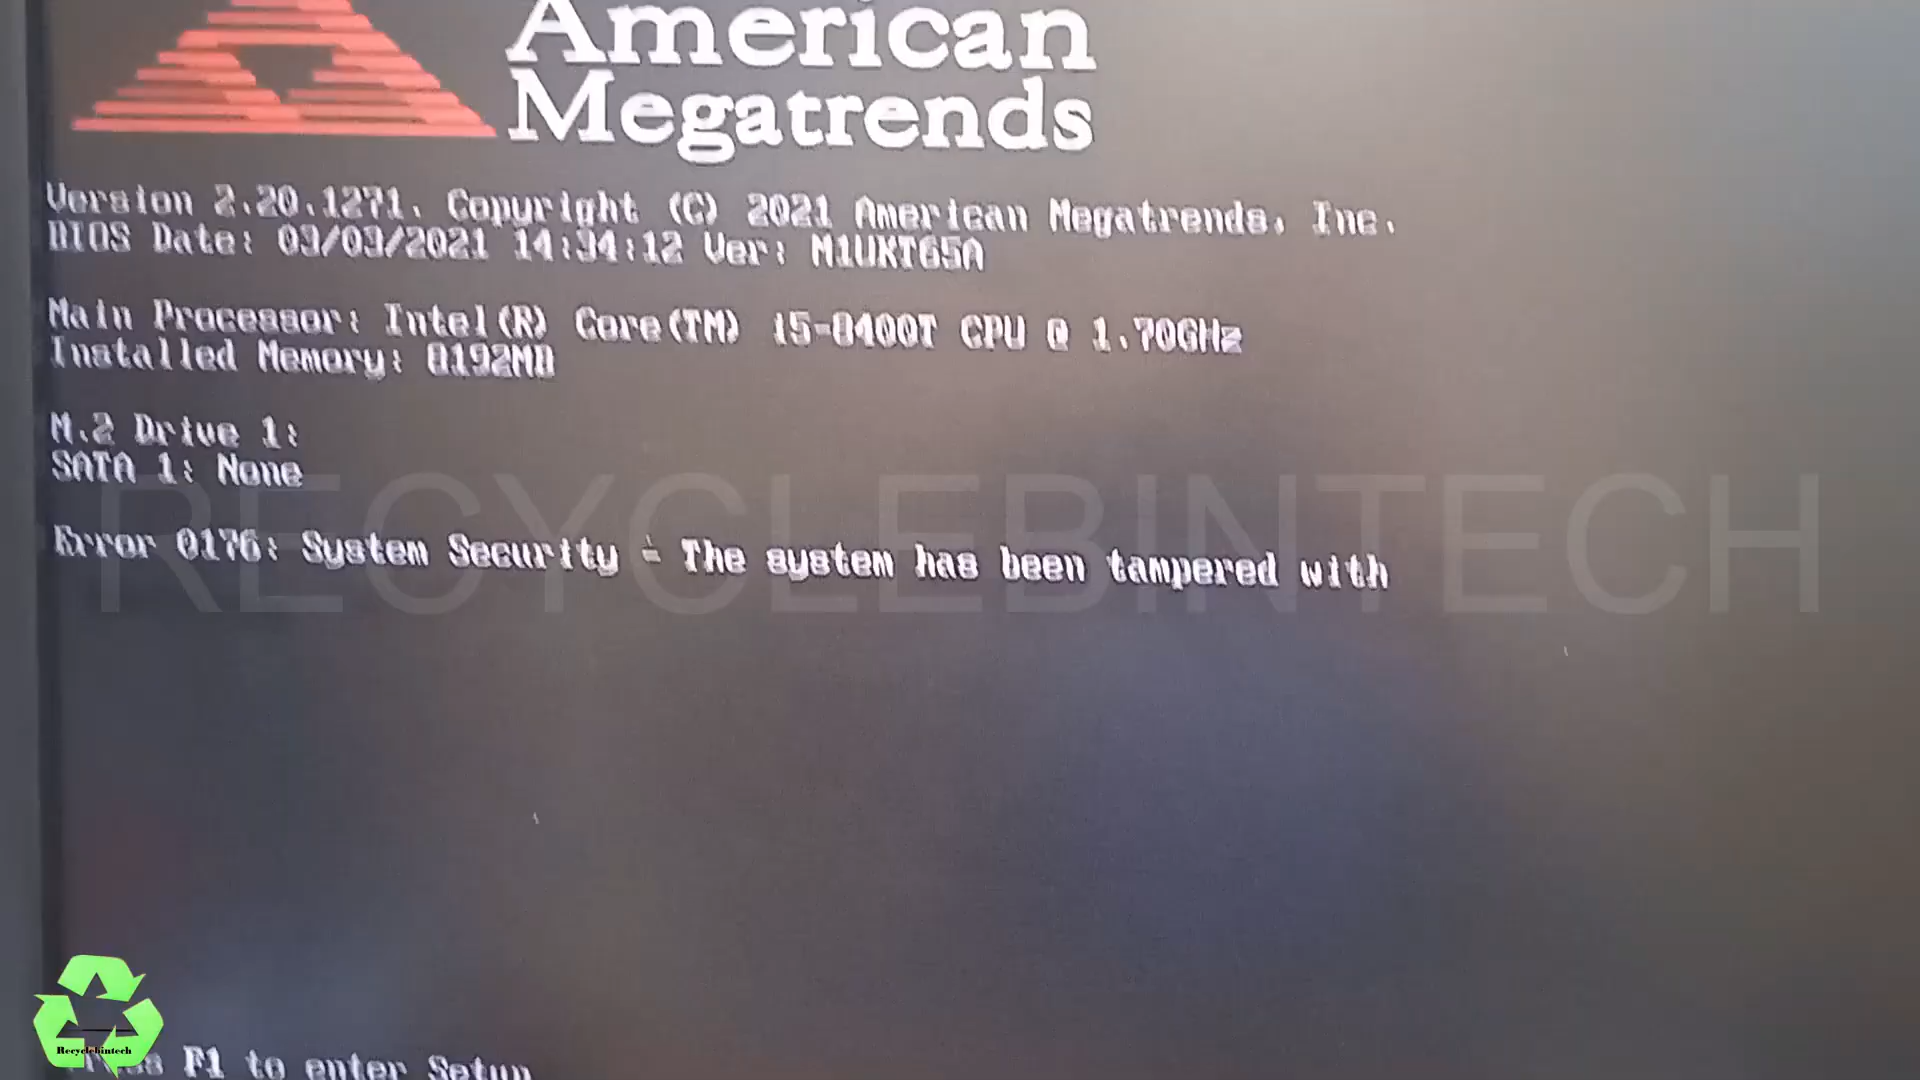 American
Megatrends
Version 2.20.1271. Copyright (C) 2021 American Megatrends, Inc.
BIOS Date: 03/03/2021 14:34:12 Ver: M1UKT65A
Main Processor: Intel(R) Core(TM) i5-8400T CPU @ 1.70GHz
Installed Memory: 8192MB
M.2 Drive 1:
SATA 1: None
RECYCLEBINTECH
Error 0176: System Security - The system has been tampered with
Recyclebintech
F1 to enter Setup